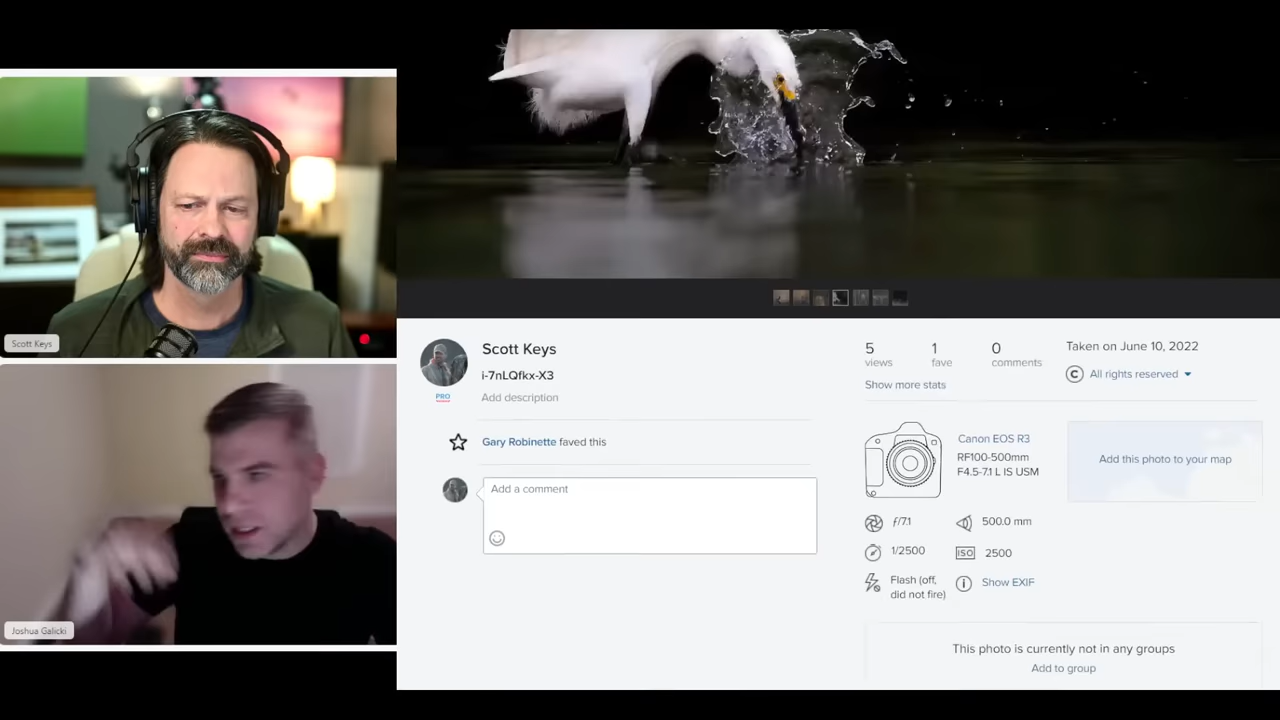 Scott Keys
Joshua Galicki
Scott Keys
i-7nLQfkx-X3
PRO
Add description
Gary Robinette faved this
Add a comment
5
views
1
fave
0
comments
Show more stats
Taken on June 10, 2022
© All rights reserved
Canon EOS R3
RF100-500mm
F4.5-7.1 L IS USM
Add this photo to your map
ƒ/7.1
500.0 mm
1/2500
ISO 2500
Flash (off,
did not fire)
Show EXIF
This photo is currently not in any groups
Add to group